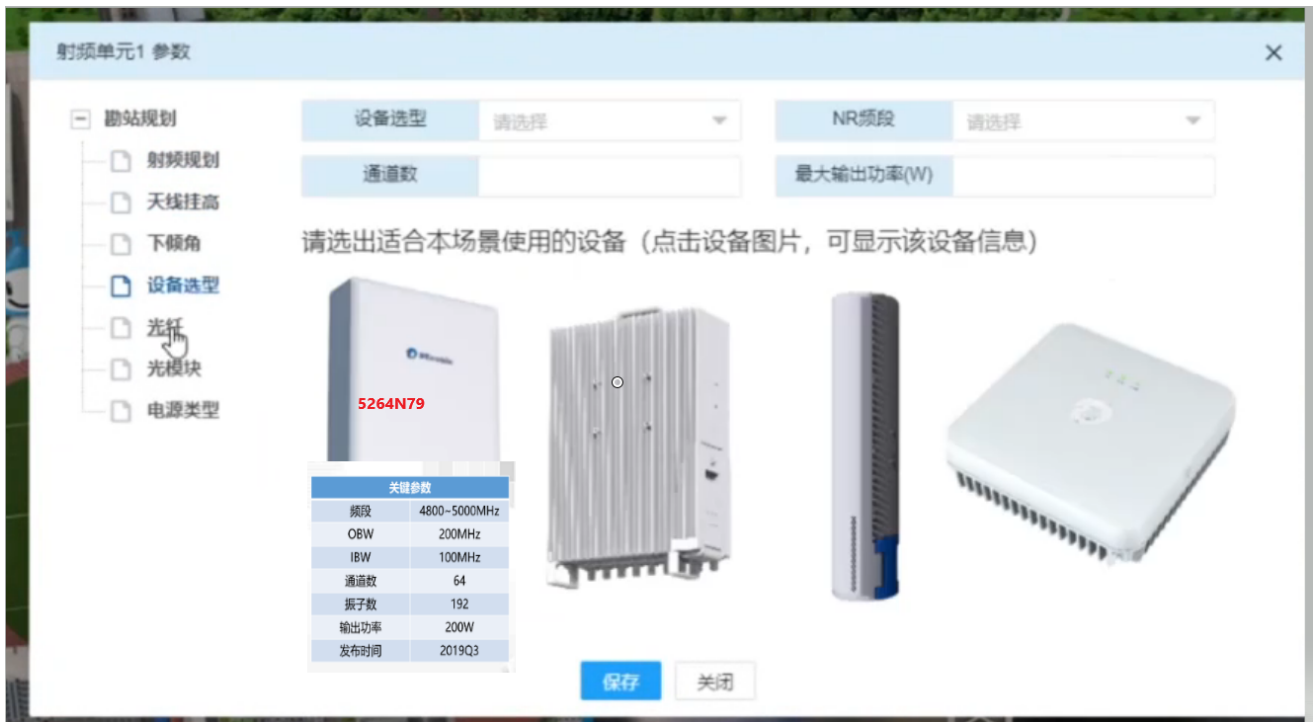 射频单元1 参数
勘站规划
射频规划
天线挂高
下倾角
设备选型
光纤
光模块
电源类型
设备选型 请选择 NR频段 请选择
通道数 最大输出功率(W)
请选出适合本场景使用的设备（点击设备图片，可显示该设备信息）
5264N79
关键参数
频段 4800~5000MHz
OBW 200MHz
IBW 100MHz
通道数 64
振子数 192
输出功率 200W
发布时间 2019Q3
保存 关闭